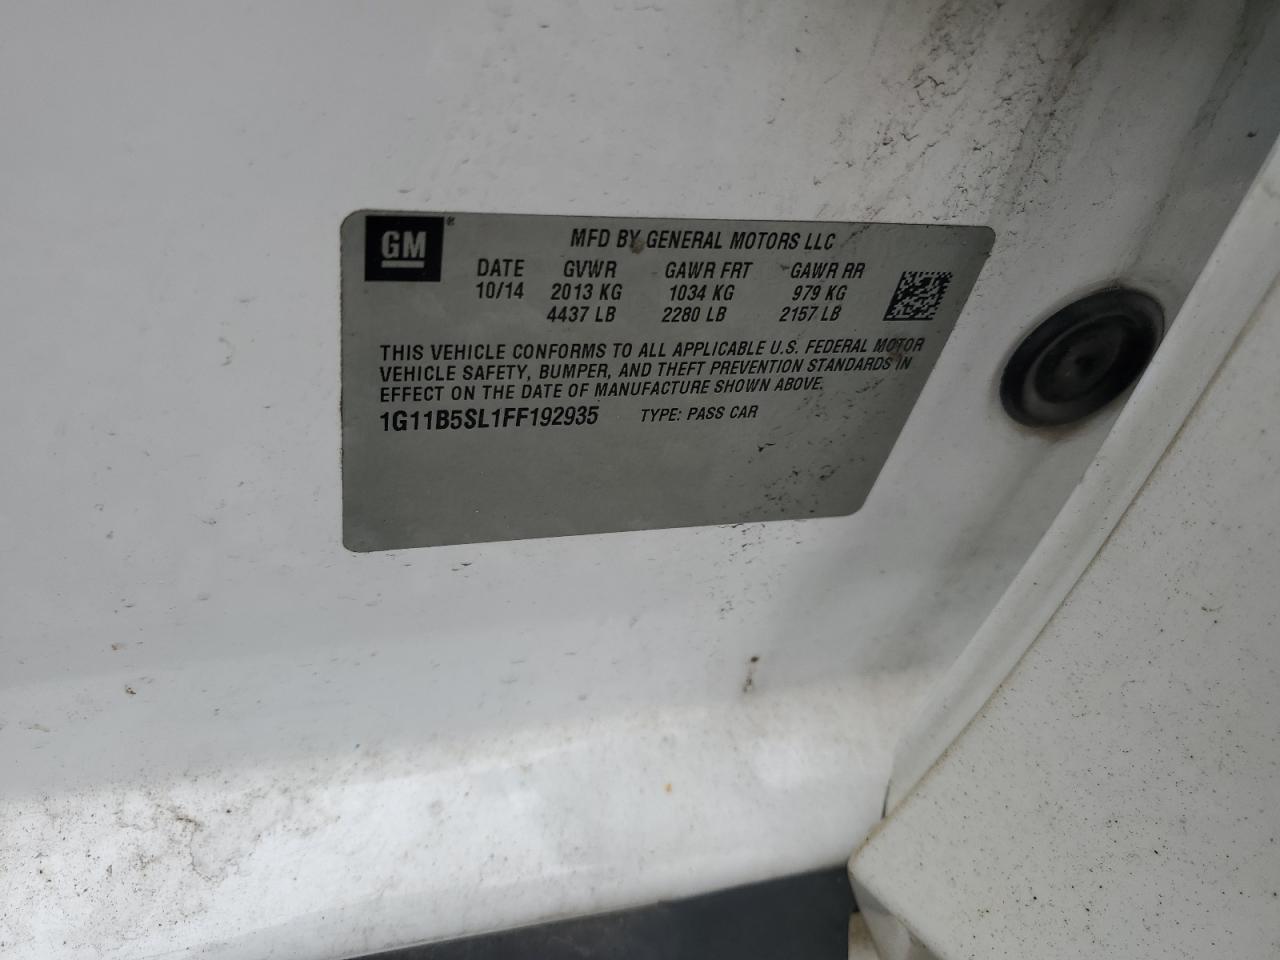 GM®
MFD BY GENERAL MOTORS LLC
DATE GVWR GAWR FRT GAWR RR
10/14 2013 KG 1034 KG 979 KG
4437 LB 2280 LB 2157 LB
THIS VEHICLE CONFORMS TO ALL APPLICABLE U.S. FEDERAL MOTOR
VEHICLE SAFETY, BUMPER, AND THEFT PREVENTION STANDARDS IN
EFFECT ON THE DATE OF MANUFACTURE SHOWN ABOVE.
1G11B5SL1FF192935 TYPE: PASS CAR